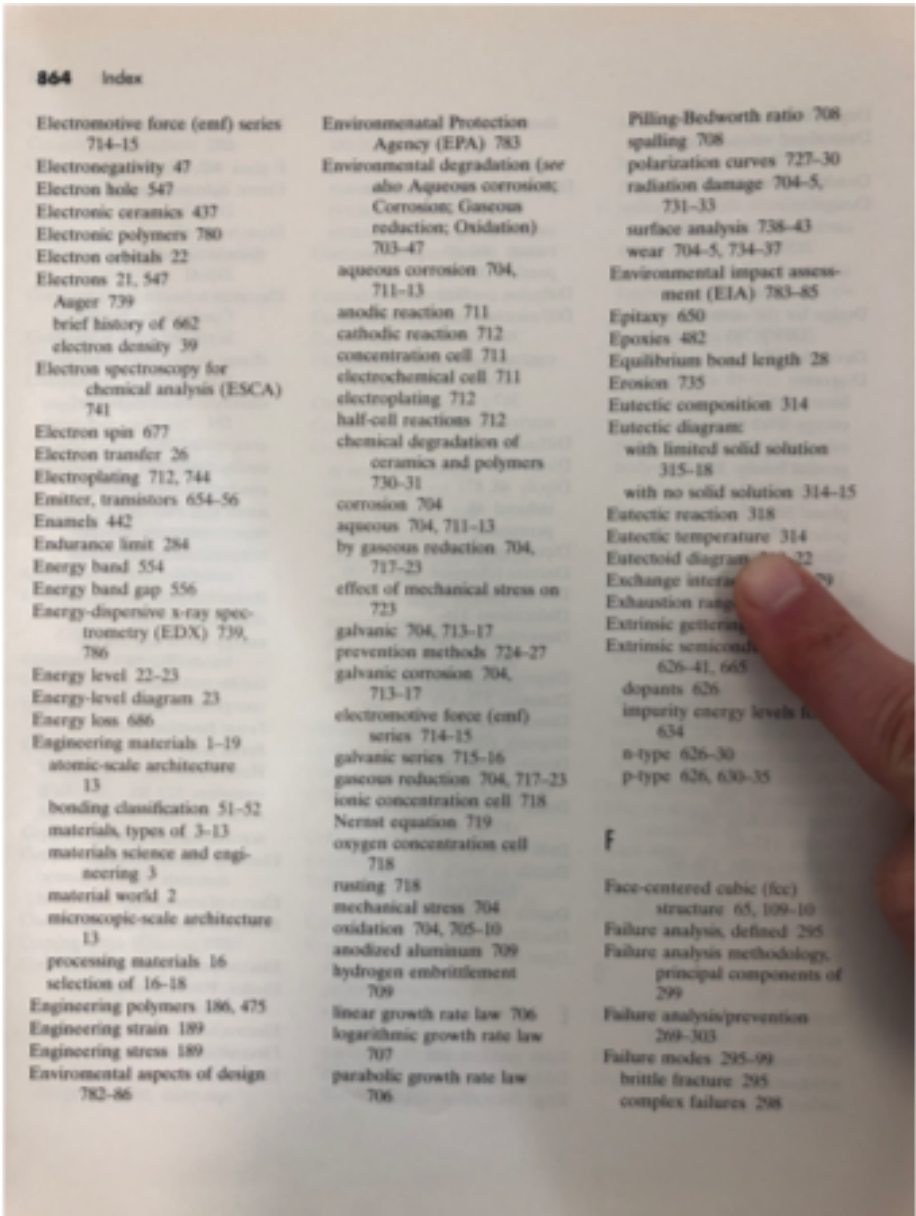 864 Index
Electromotive force (emf) series
714–15
Electronegativity 47
Electron hole 547
Electronic ceramics 437
Electronic polymers 780
Electron orbitals 22
Electrons 21, 547
Auger 739
brief history of 662
electron density 39
Electron spectroscopy for
chemical analysis (ESCA)
741
Electron spin 677
Electron transfer 26
Electroplating 712, 744
Emitter, transistors 654–56
Enamels 442
Endurance limit 284
Energy band 554
Energy band gap 556
Energy-dispersive x-ray spec-
trometry (EDX) 739,
786
Energy level 22–23
Energy-level diagram 23
Energy loss 686
Engineering materials 1–19
atomic-scale architecture
13
bonding classification 51–52
materials, types of 3–13
materials science and engi-
neering 3
material world 2
microscopic-scale architecture
13
processing materials 16
selection of 16–18
Engineering polymers 186, 475
Engineering strain 189
Engineering stress 189
Enviromental aspects of design
782–86
Environmenatal Protection
Agency (EPA) 783
Environmental degradation (see
also Aqueous corrosion;
Corrosion; Gaseous
reduction; Oxidation)
703–47
aqueous corrosion 704,
711–13
anodic reaction 711
cathodic reaction 712
concentration cell 711
electrochemical cell 711
electroplating 712
half-cell reactions 712
chemical degradation of
ceramics and polymers
730–31
corrosion 704
aqueous 704, 711–13
by gaseous reduction 704,
717–23
effect of mechanical stress on
723
galvanic 704, 713–17
prevention methods 724–27
galvanic corrosion 704,
713–17
electromotive force (emf)
series 714–15
galvanic series 715–16
gaseous reduction 704, 717–23
ionic concentration cell 718
Nernst equation 719
oxygen concentration cell
718
rusting 718
mechanical stress 704
oxidation 704, 705–10
anodized aluminum 709
hydrogen embrittlement
709
linear growth rate law 706
logarithmic growth rate law
707
parabolic growth rate law
706
Pilling-Bedworth ratio 708
spalling 708
polarization curves 727–30
radiation damage 704–5,
731–33
surface analysis 738–43
wear 704–5, 734–37
Environmental impact assess-
ment (EIA) 783–85
Epitaxy 650
Epoxies 482
Equilibrium bond length 28
Erosion 735
Eutectic composition 314
Eutectic diagram:
with limited solid solution
315–18
with no solid solution 314–15
Eutectic reaction 318
Eutectic temperature 314
Eutectoid diagram
Exchange
Exhaustion
Extrinsic gettering
Extrinsic
626–41, 665
dopants 626
impurity energy levels
634
n-type 626–30
p-type 626, 630–35
F
Face-centered cubic (fcc)
structure 65, 109–10
Failure analysis, defined 295
Failure analysis methodology,
principal components of
299
Failure analysis/prevention
269–303
Failure modes 295–99
brittle fracture 295
complex failures 298